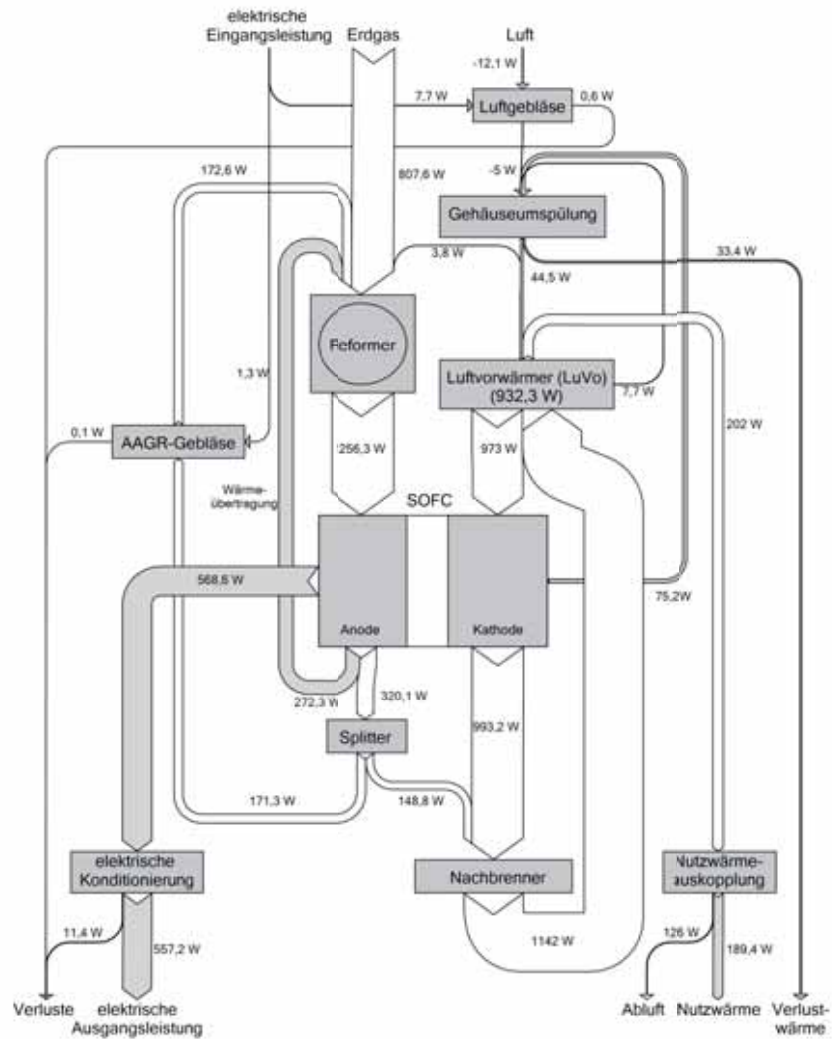 elektrische
Eingangsleistung
Erdgas
Luft
-12,1 W
7,7 W
Luftgebläse
0,6 W
172,6 W
807,6 W
-5 W
Gehäuseumspülung
3,8 W
44,5 W
33,4 W
Reformer
1,3 W
Luftvorwärmer (LuVo)
(932,3 W)
7,7 W
202 W
0,1 W
AAGR-Gebläse
256,3 W
973 W
Wärme-
übertragung
SOFC
568,6 W
75,2W
Anode
Kathode
272,3 W
320,1 W
993,2 W
Splitter
171,3 W
148,8 W
elektrische
Konditionierung
Nachbrenner
Nutzwärme-
auskopplung
11,4 W
557,2 W
1142 W
126 W
189,4 W
Verluste
elektrische
Ausgangsleistung
Abluft
Nutzwärme
Verlust-
wärme